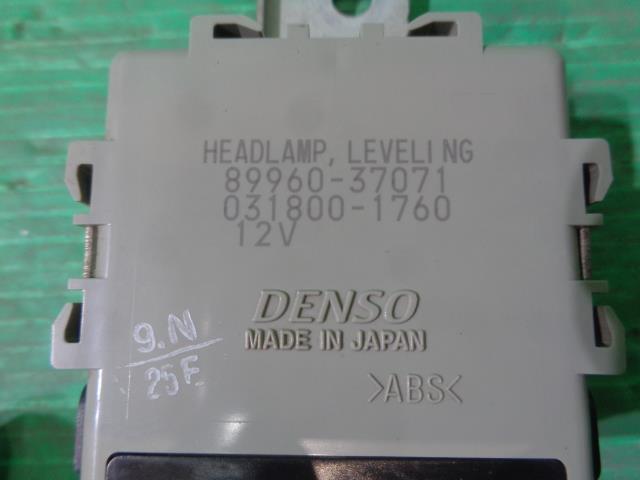 HEADLAMP, LEVELING
89960-37071
031800-1760
12V
DENSO
MADE IN JAPAN
9.N
25F
>ABS<